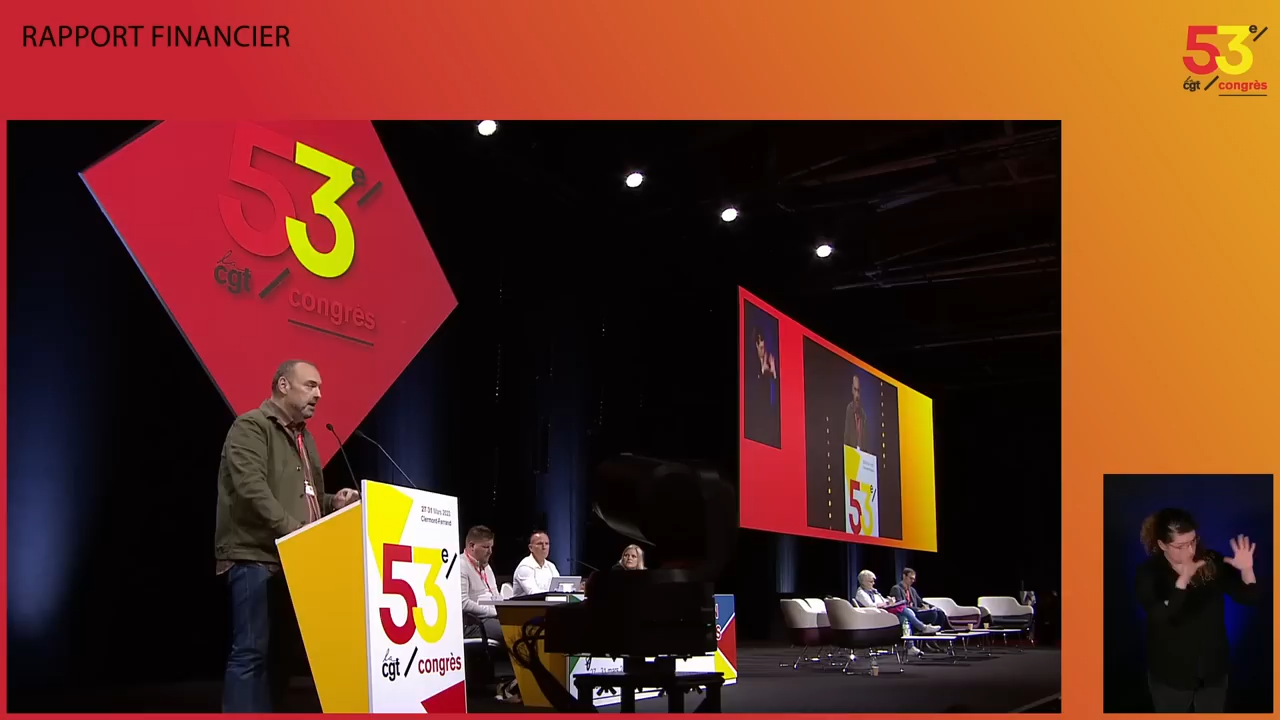 RAPPORT FINANCIER
53e/
la cgt / congrès
53e/
la cgt / congrès
27-31 Mars 2023
Clermont-Ferrand
53e/
la cgt / congrès
53e/